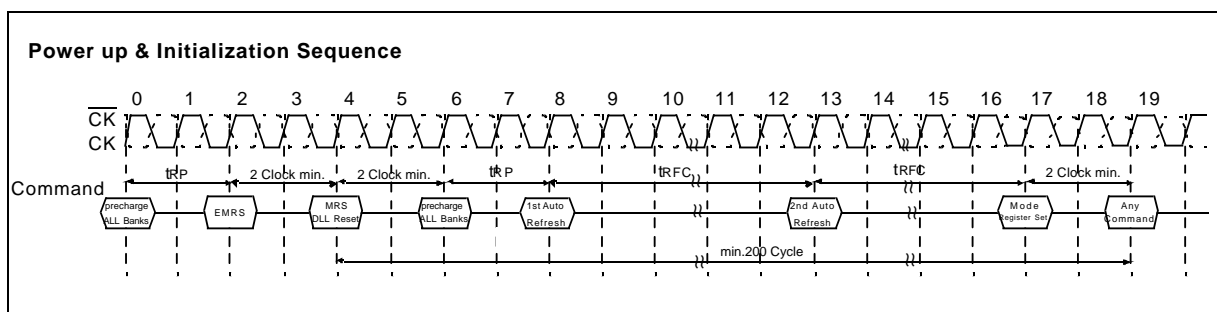 Power up & Initialization Sequence
0 1 2 3 4 5 6 7 8 9 10 11 12 13 14 15 16 17 18 19
CK
CK
tRP 2 Clock min. 2 Clock min. tRP tRFC tRFC 2 Clock min.
Command
precharge ALL Banks
EMRS
MRS DLL Reset
precharge ALL Banks
1st Auto Refresh
2nd Auto Refresh
Mode Register Set
Any Command
min.200 Cycle